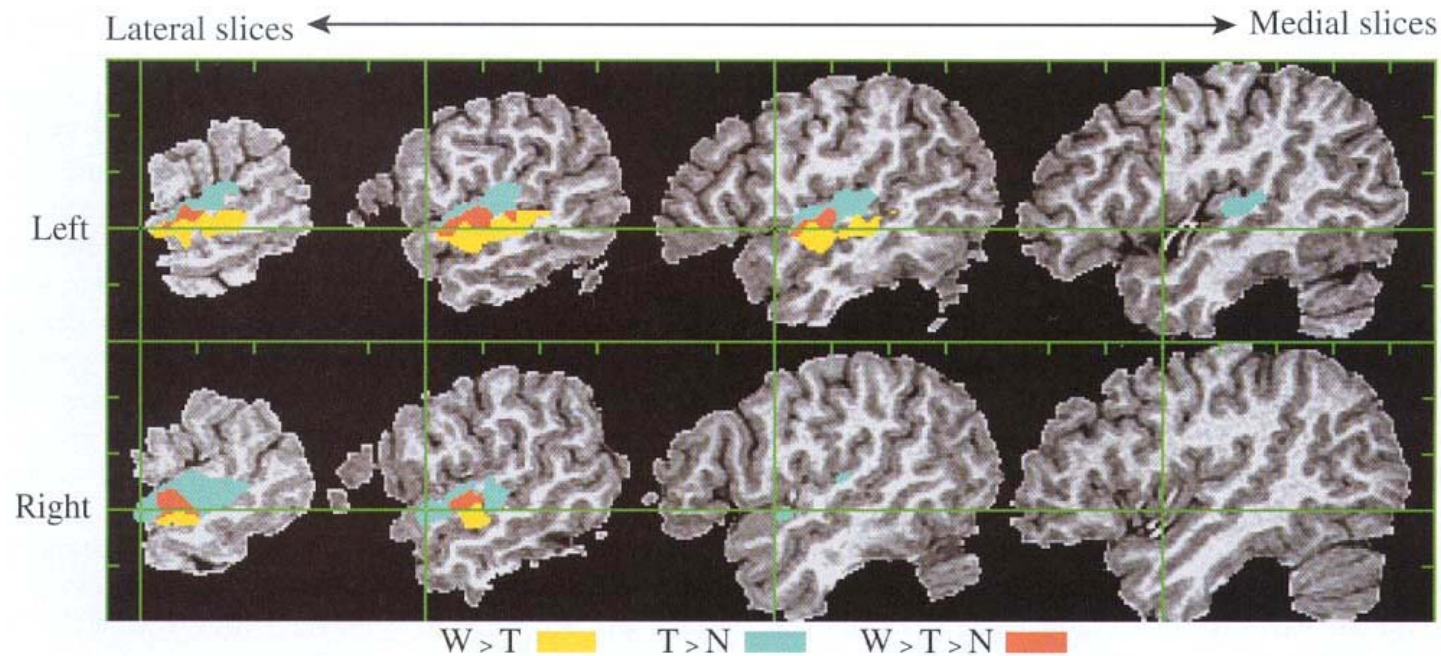 Lateral slices Medial slices
Left
Right
W > T T > N W > T > N